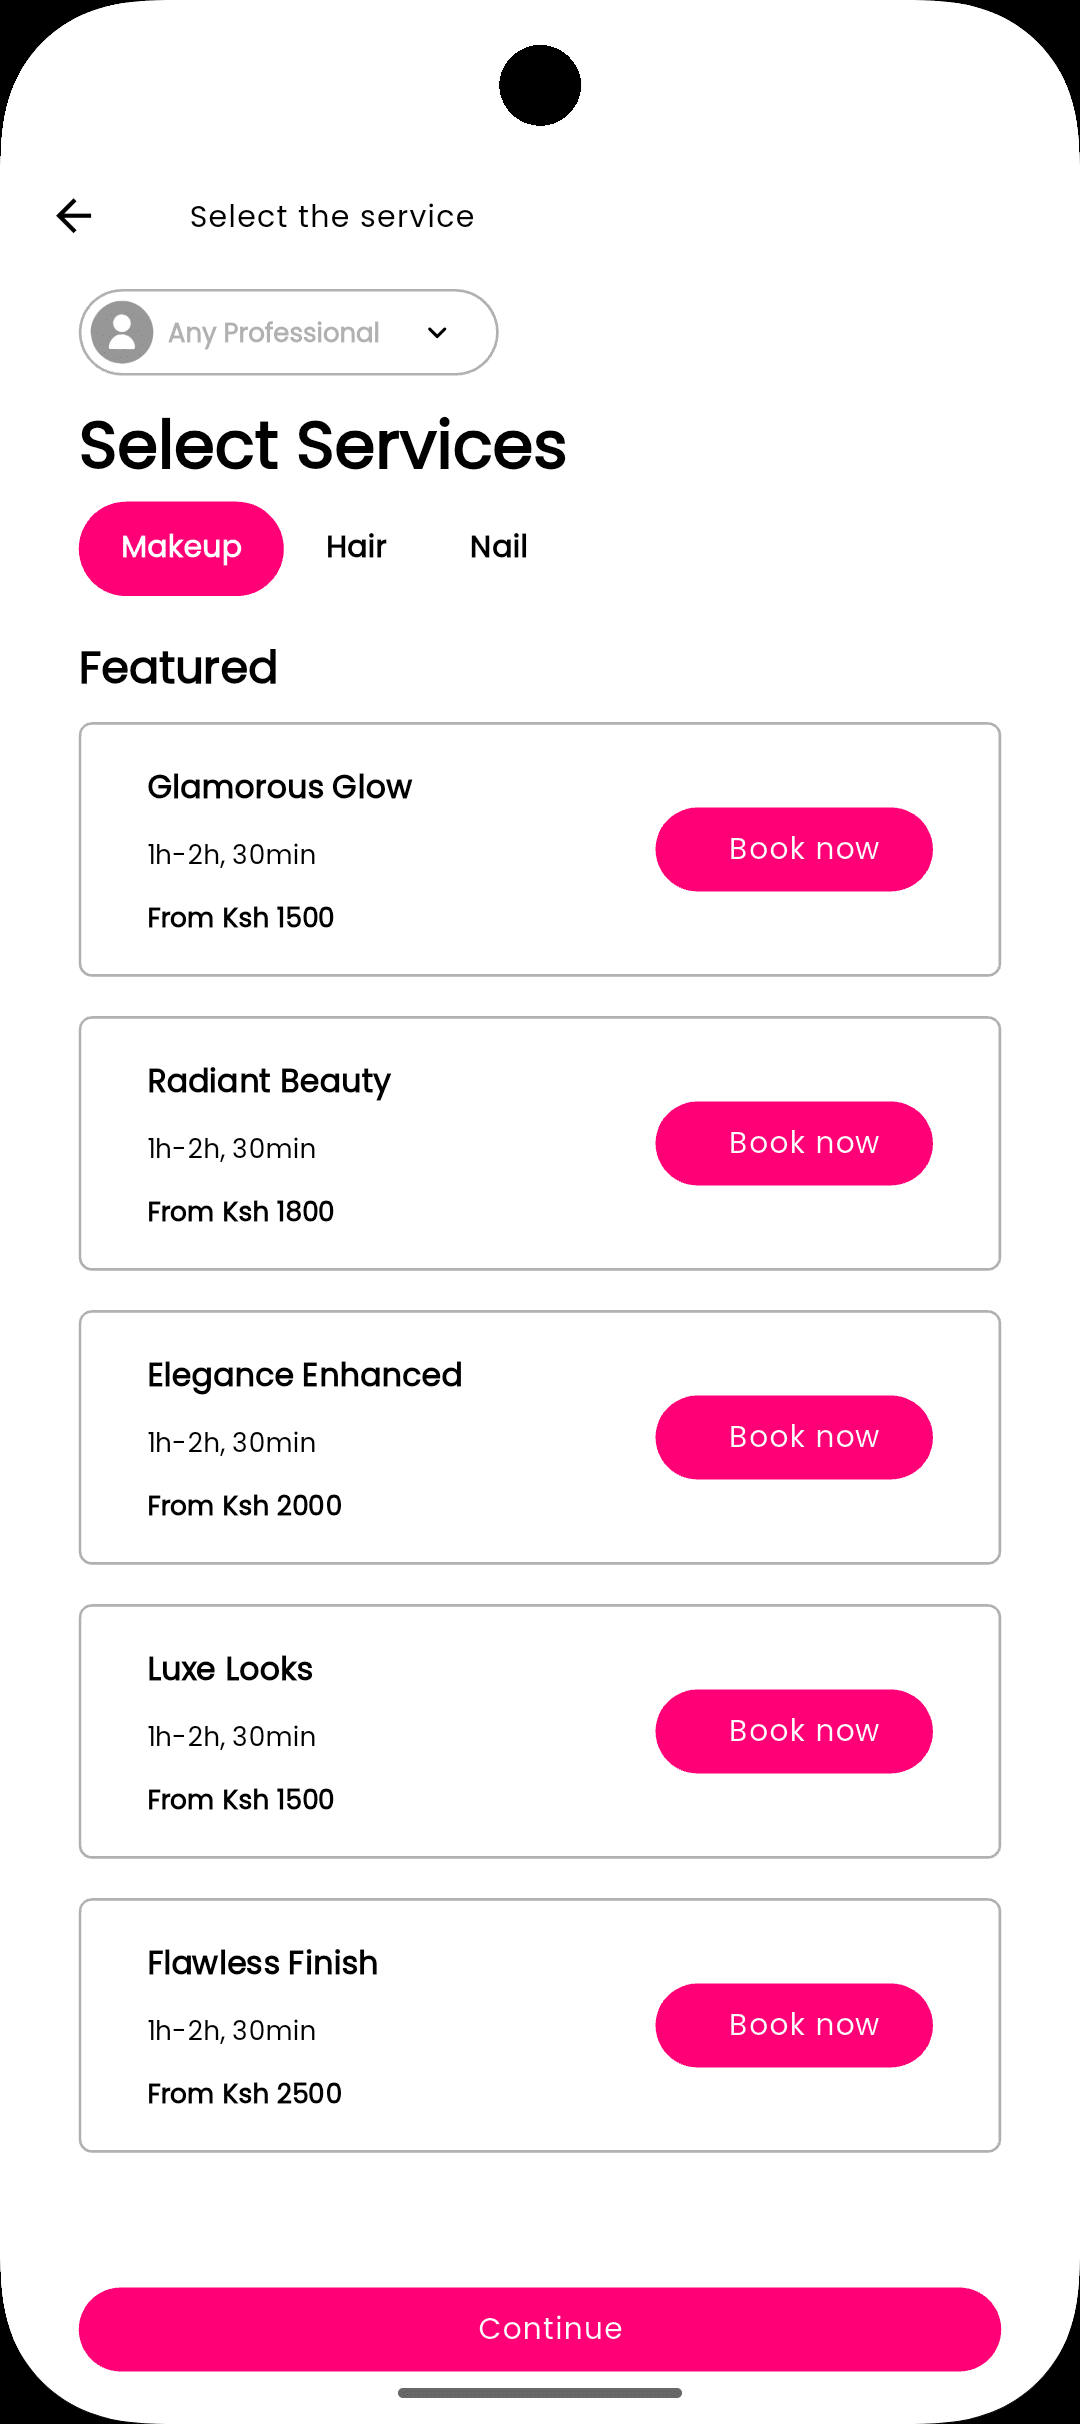 Select the service
Any Professional
Select Services
Makeup Hair Nail
Featured
Glamorous Glow
1h-2h, 30min
From Ksh 1500
Book now
Radiant Beauty
1h-2h, 30min
From Ksh 1800
Book now
Elegance Enhanced
1h-2h, 30min
From Ksh 2000
Book now
Luxe Looks
1h-2h, 30min
From Ksh 1500
Book now
Flawless Finish
1h-2h, 30min
From Ksh 2500
Book now
Continue